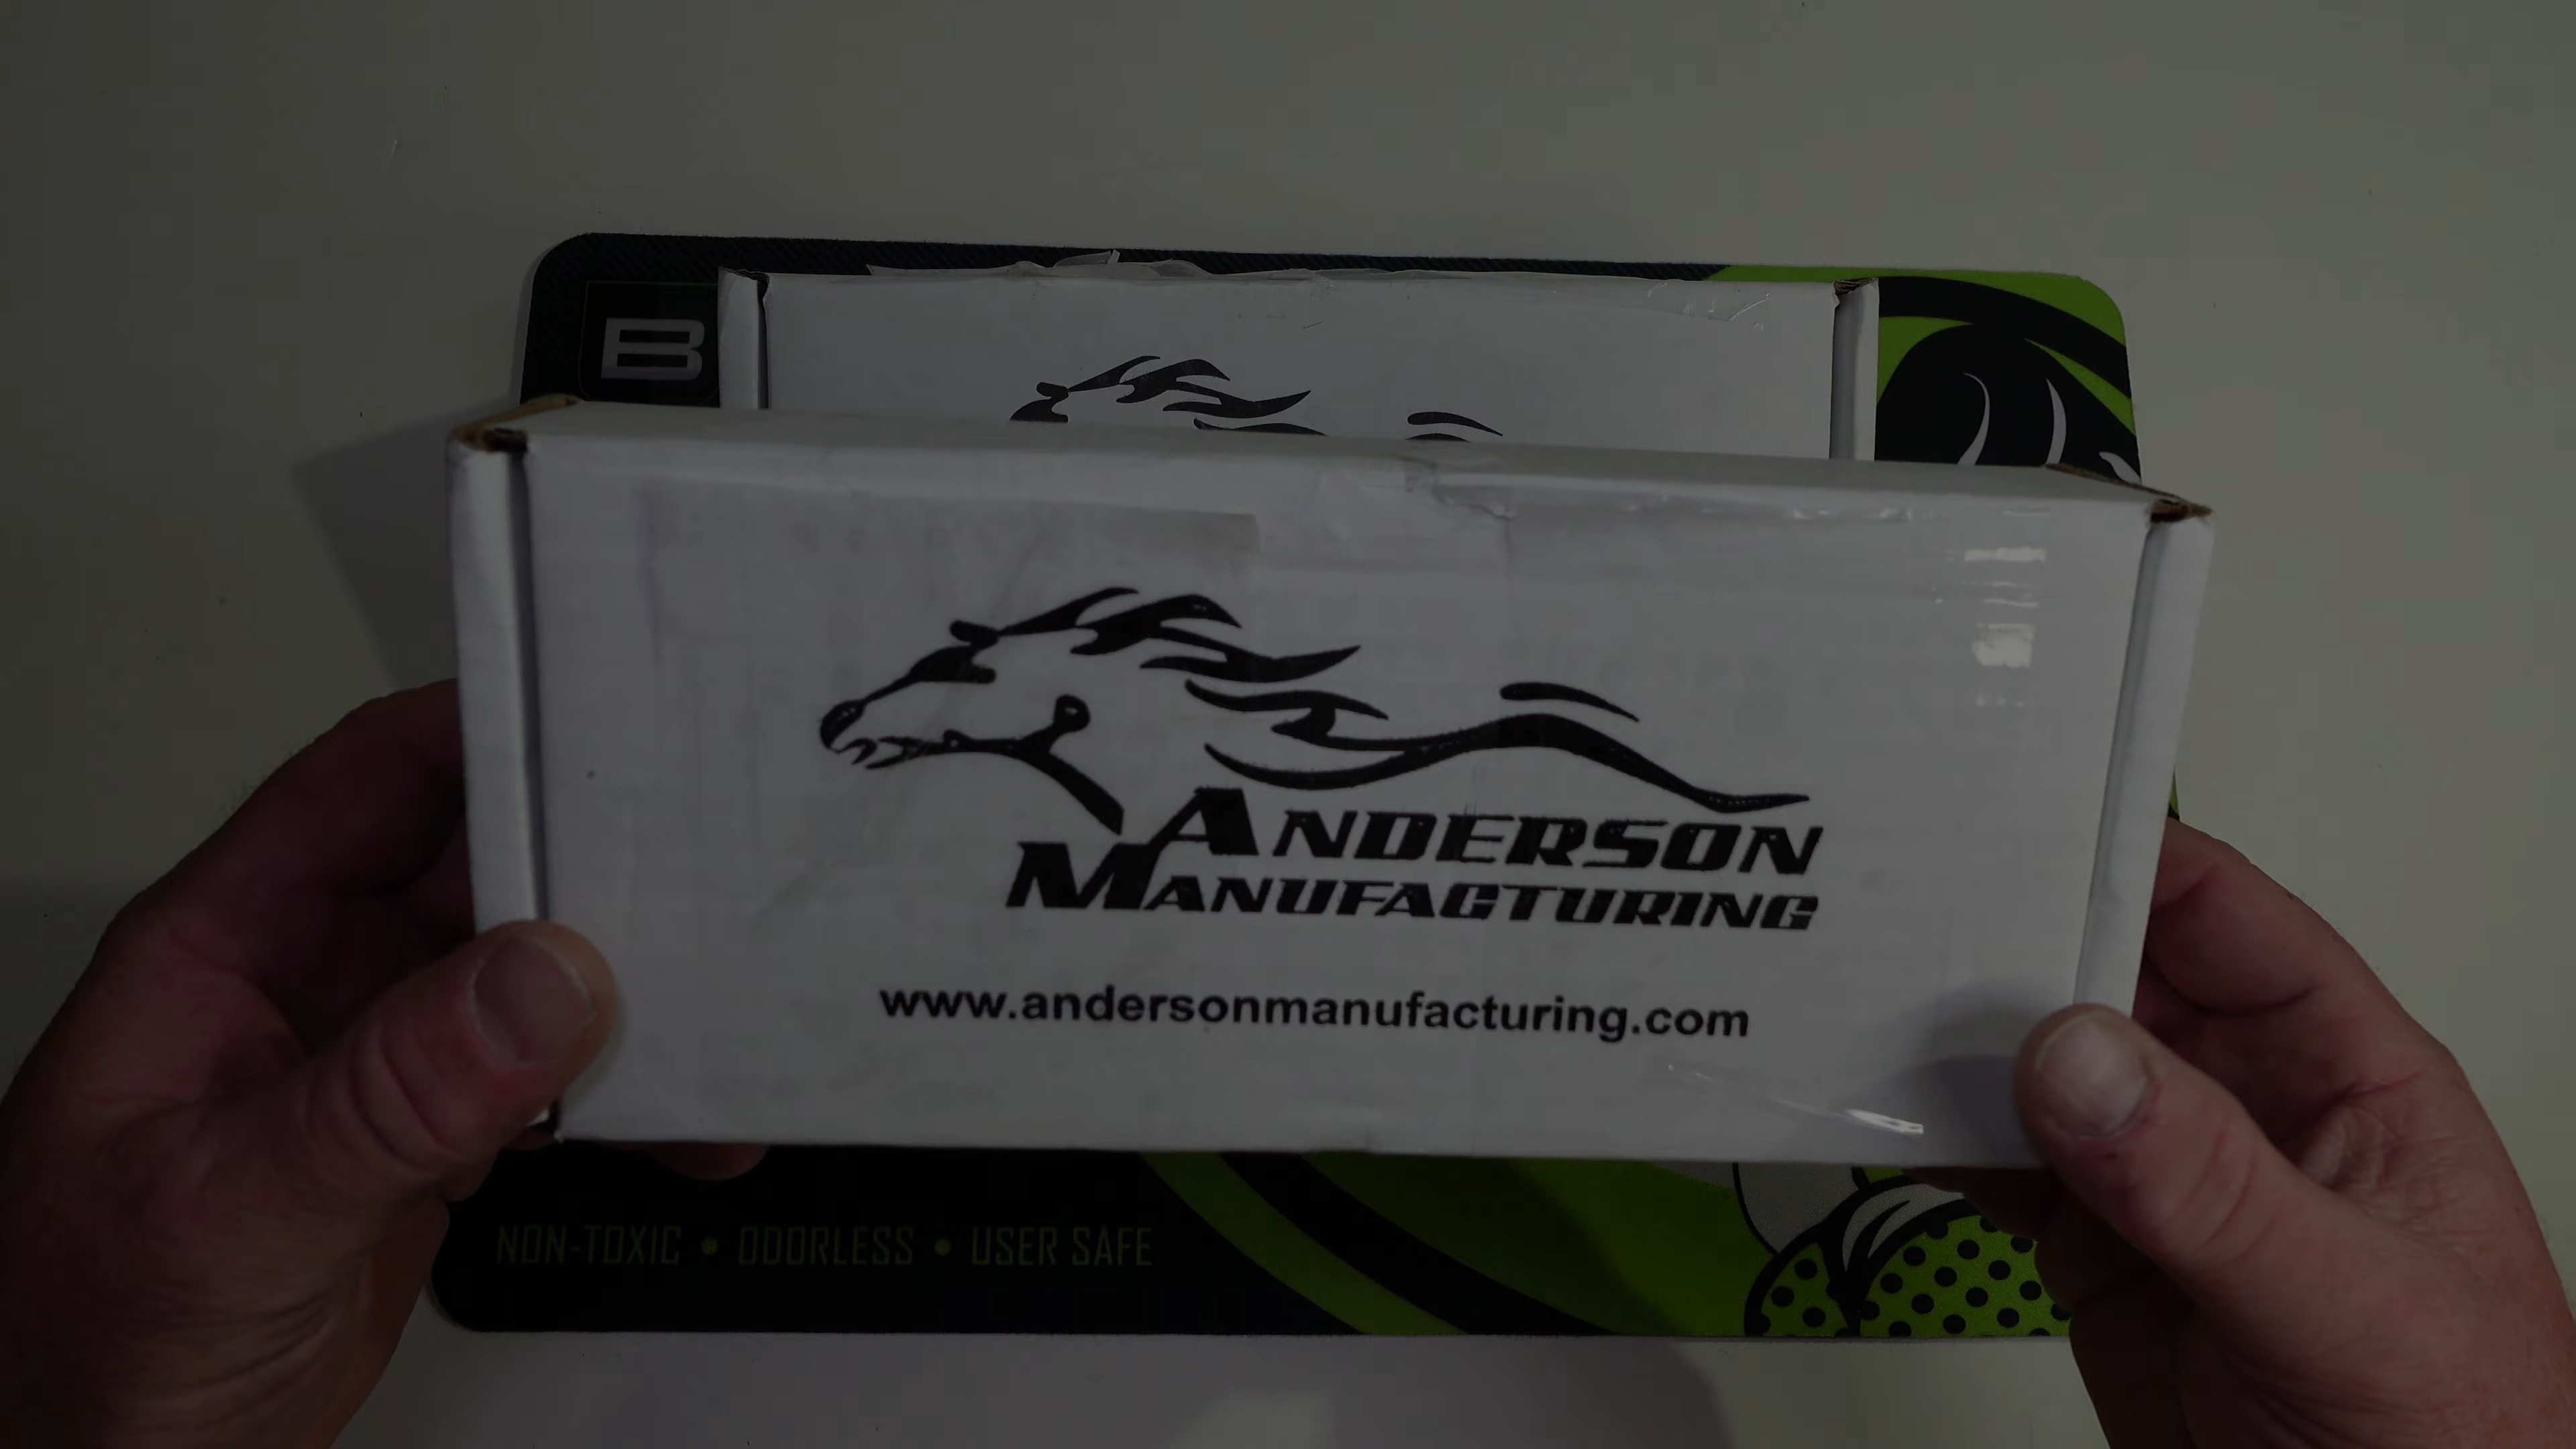 B
ANDERSON
MANUFACTURING
www.andersonmanufacturing.com
NON-TOXIC • ODORLESS • USER SAFE